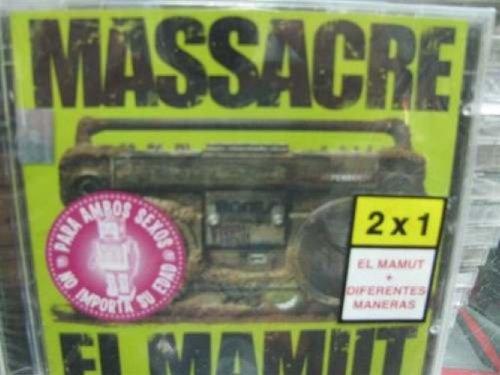 MASSACRE
PARA AMBOS SEXOS
NO IMPORTA SU EDAD
2 x 1
EL MAMUT
+
DIFERENTES
MANERAS
EL MAMUT